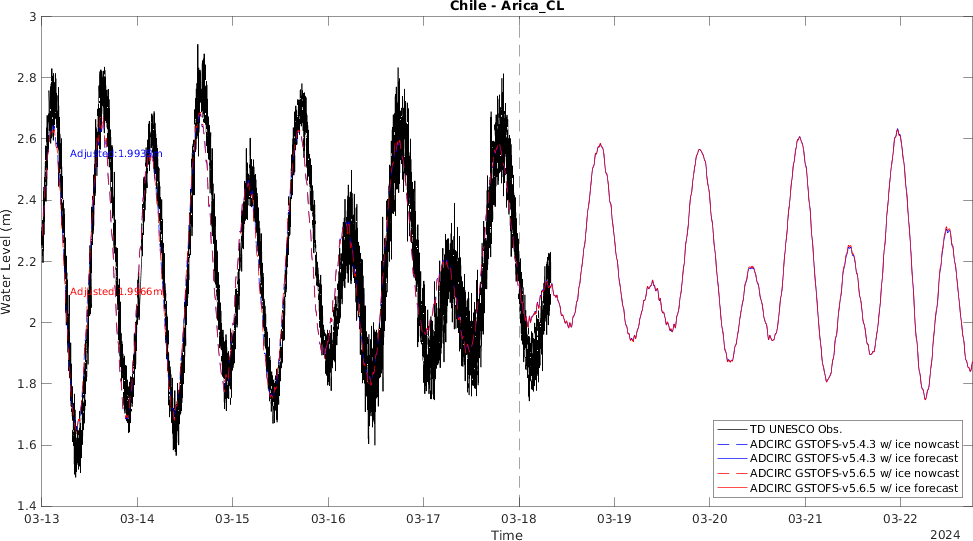 Chile - Arica_CL
3
2.8
2.6
2.4
2.2
2
1.8
1.6
1.4
Water Level (m)
Adjusted:1.993
Adjusted:1.9966m
TD UNESCO Obs.
ADCIRC GSTOFS-v5.4.3 w/ ice nowcast
ADCIRC GSTOFS-v5.4.3 w/ ice forecast
ADCIRC GSTOFS-v5.6.5 w/ ice nowcast
ADCIRC GSTOFS-v5.6.5 w/ ice forecast
03-13 03-14 03-15 03-16 03-17 03-18 03-19 03-20 03-21 03-22
Time
2024